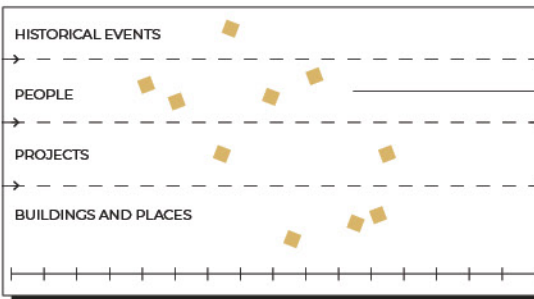 HISTORICAL EVENTS
PEOPLE
PROJECTS
BUILDINGS AND PLACES